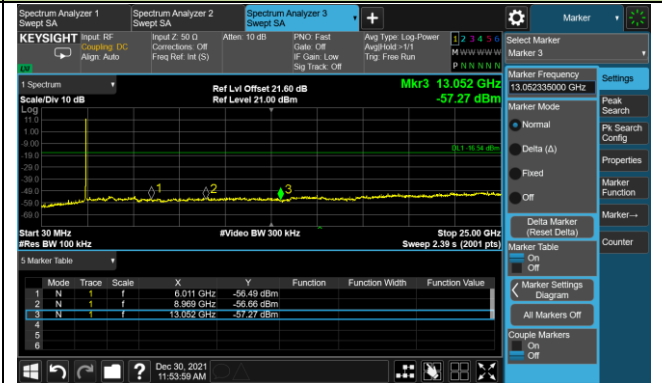 Spectrum Analyzer 1
Swept SA
Spectrum Analyzer 2
Swept SA
Spectrum Analyzer 3
Swept SA
Marker
KEYSIGHT
Input: RF
Coupling: DC
Align: Auto
Input Z: 50 Ω
Corrections: Off
Freq Ref: Int (S)
Atten: 10 dB
PNO: Fast
Gate: Off
IF Gain: Low
Sig Track: Off
Avg Type: Log-Power
Avg|Hold:>1/1
Trig: Free Run
1 2 3 4 5 6
M W W W W W
P N N N N N
Select Marker
Marker 3
1 Spectrum
Scale/Div 10 dB
Log
Ref Lvl Offset 21.60 dB
Ref Level 21.00 dBm
Mkr3 13.052 GHz
-57.27 dBm
11.0
1.00
-9.00
-19.0
-29.0
-39.0
-49.0
-59.0
-69.0
DL1 -16.54 dBm
1
2
3
Start 30 MHz
#Res BW 100 kHz
#Video BW 300 kHz
Stop 25.00 GHz
Sweep 2.39 s (2001 pts)
5 Marker Table
Mode Trace Scale X Y Function Function Width Function Value
1 N 1 f 6.011 GHz -56.49 dBm
2 N 1 f 8.969 GHz -56.66 dBm
3 N 1 f 13.052 GHz -57.27 dBm
4
5
6
Dec 30, 2021
11:53:59 AM
Marker Frequency
13.052335000 GHz
Marker Mode
Normal
Delta (Δ)
Fixed
Off
Delta Marker
(Reset Delta)
Marker Table
On
Off
Marker Settings
Diagram
All Markers Off
Couple Markers
On
Off
Settings
Peak
Search
Pk Search
Config
Properties
Marker
Function
Marker→
Counter